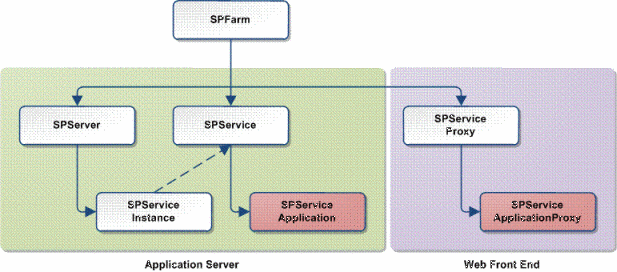 SPFarm
SPServer
SPService
SPService
Proxy
SPService
Instance
SPService
Application
SPService
ApplicationProxy
Application Server
Web Front End